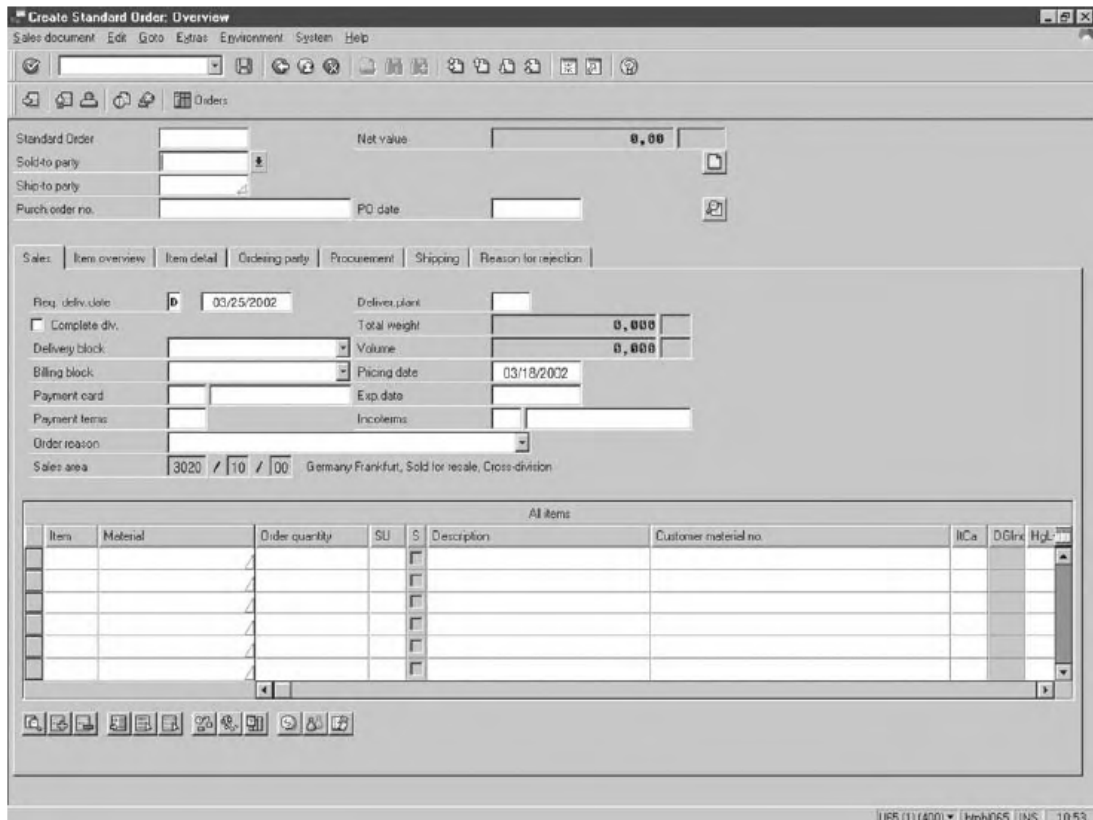 Create Standard Order: Overview
Sales document Edit Goto Extras Environment System Help
Orders
Standard Order Net value 0,00
Sold-to party
Ship-to party
Purch.order no. PO date
Sales Item overview Item detail Ordering party Procurement Shipping Reason for rejection
Req. deliv.date D 03/25/2002 Deliver.plant
Complete dlv. Total weight 0,000
Delivery block Volume 0,000
Billing block Pricing date 03/18/2002
Payment card Exp.date
Payment terms Incoterms
Order reason
Sales area 3020 / 10 / 00 Germany Frankfurt, Sold for resale, Cross-division
All items
Item Material Order quantity SU S Description Customer material no. ItCa DGInd HgL
U65 (1) (400) INS 10:53